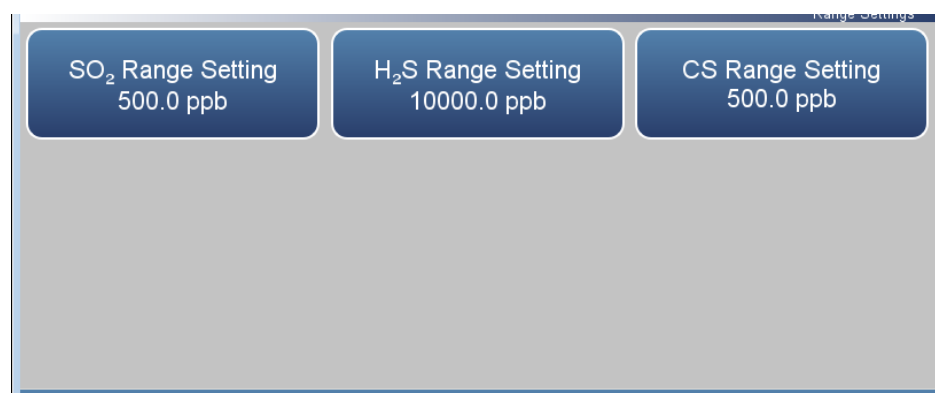 Range Settings
SO₂ Range Setting
500.0 ppb
H₂S Range Setting
10000.0 ppb
CS Range Setting
500.0 ppb